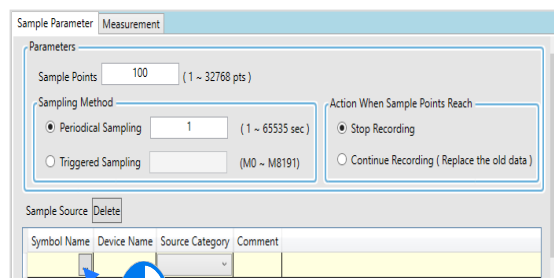 Sample Parameter Measurement
Parameters
Sample Points 100 ( 1 ~ 32768 pts )
Sampling Method
Periodical Sampling 1 ( 1 ~ 65535 sec )
Triggered Sampling (M0 ~ M8191)
Action When Sample Points Reach
Stop Recording
Continue Recording ( Replace the old data )
Sample Source Delete
Symbol Name Device Name Source Category Comment